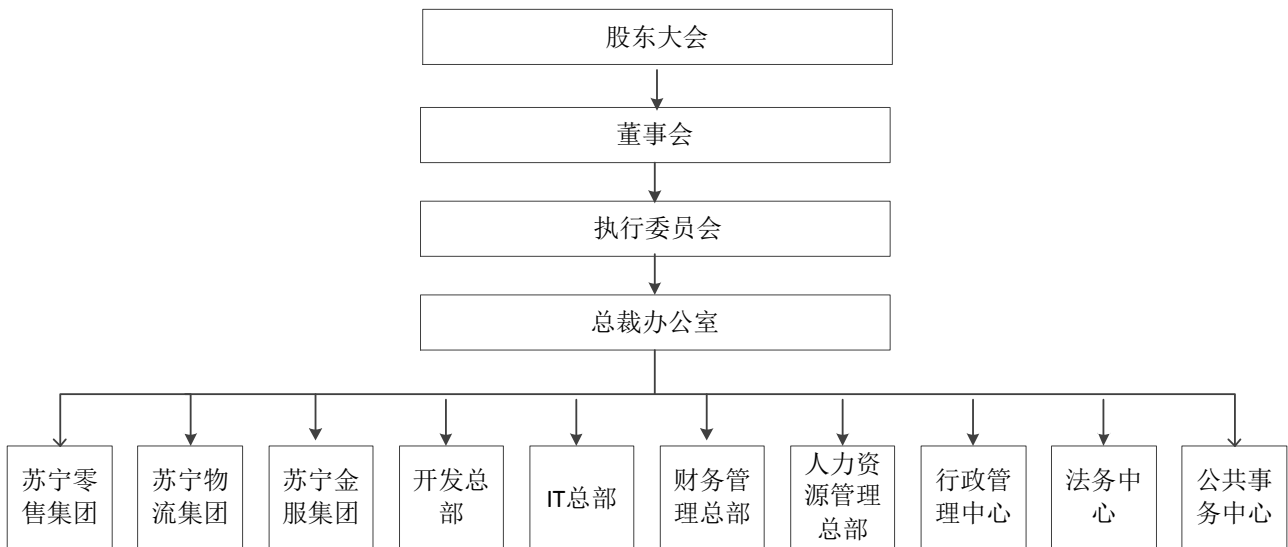 股东大会
董事会
执行委员会
总裁办公室
苏宁零
售集团
苏宁物
流集团
苏宁金
服集团
开发总
部
IT总部
财务管
理总部
人力资
源管理
总部
行政管
理中心
法务中
心
公共事
务中心